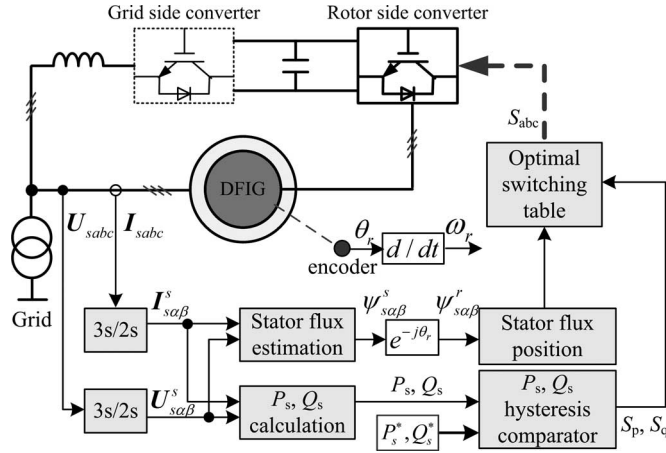 Grid side converter
Rotor side converter
S_abc
DFIG
Optimal
switching
table
U_sabc
I_sabc
θ_r
d / dt
ω_r
encoder
Grid
I^s_sαβ
ψ^s_sαβ
ψ^r_sαβ
3s/2s
Stator flux
estimation
e^{-jθ_r}
Stator flux
position
U^s_sαβ
3s/2s
P_s, Q_s
calculation
P_s, Q_s
P_s, Q_s
hysteresis
comparator
P_s^*, Q_s^*
S_p, S_q